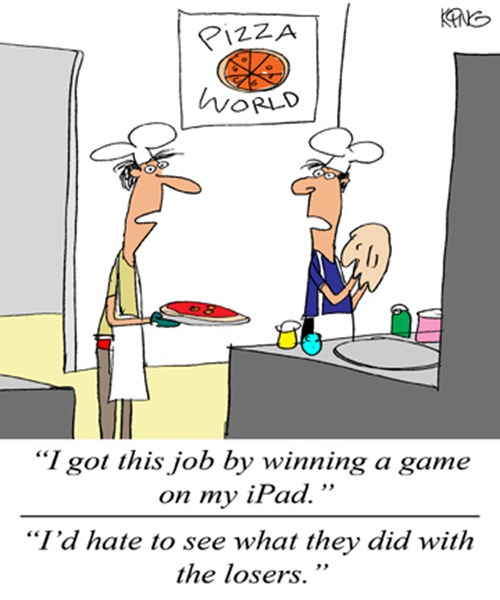 KONG
PIZZA
WORLD
“I got this job by winning a game
on my iPad.”
“I’d hate to see what they did with
the losers.”